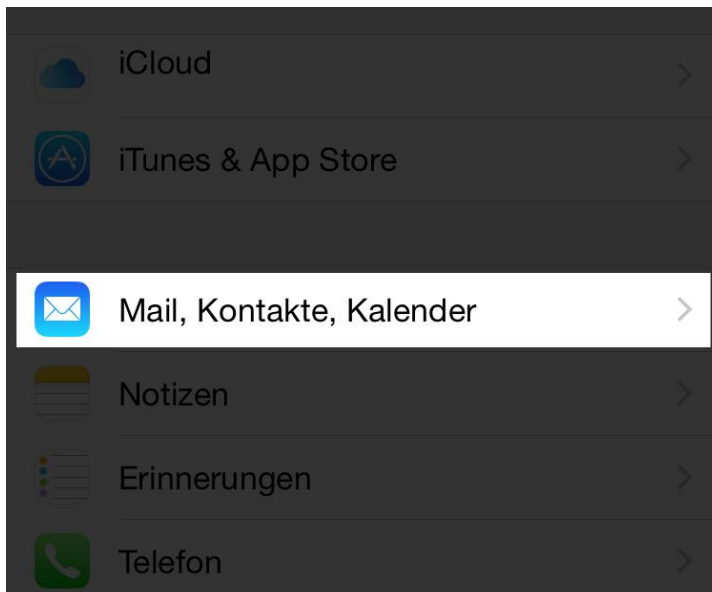 iCloud
iTunes & App Store
Mail, Kontakte, Kalender
Notizen
Erinnerungen
Telefon